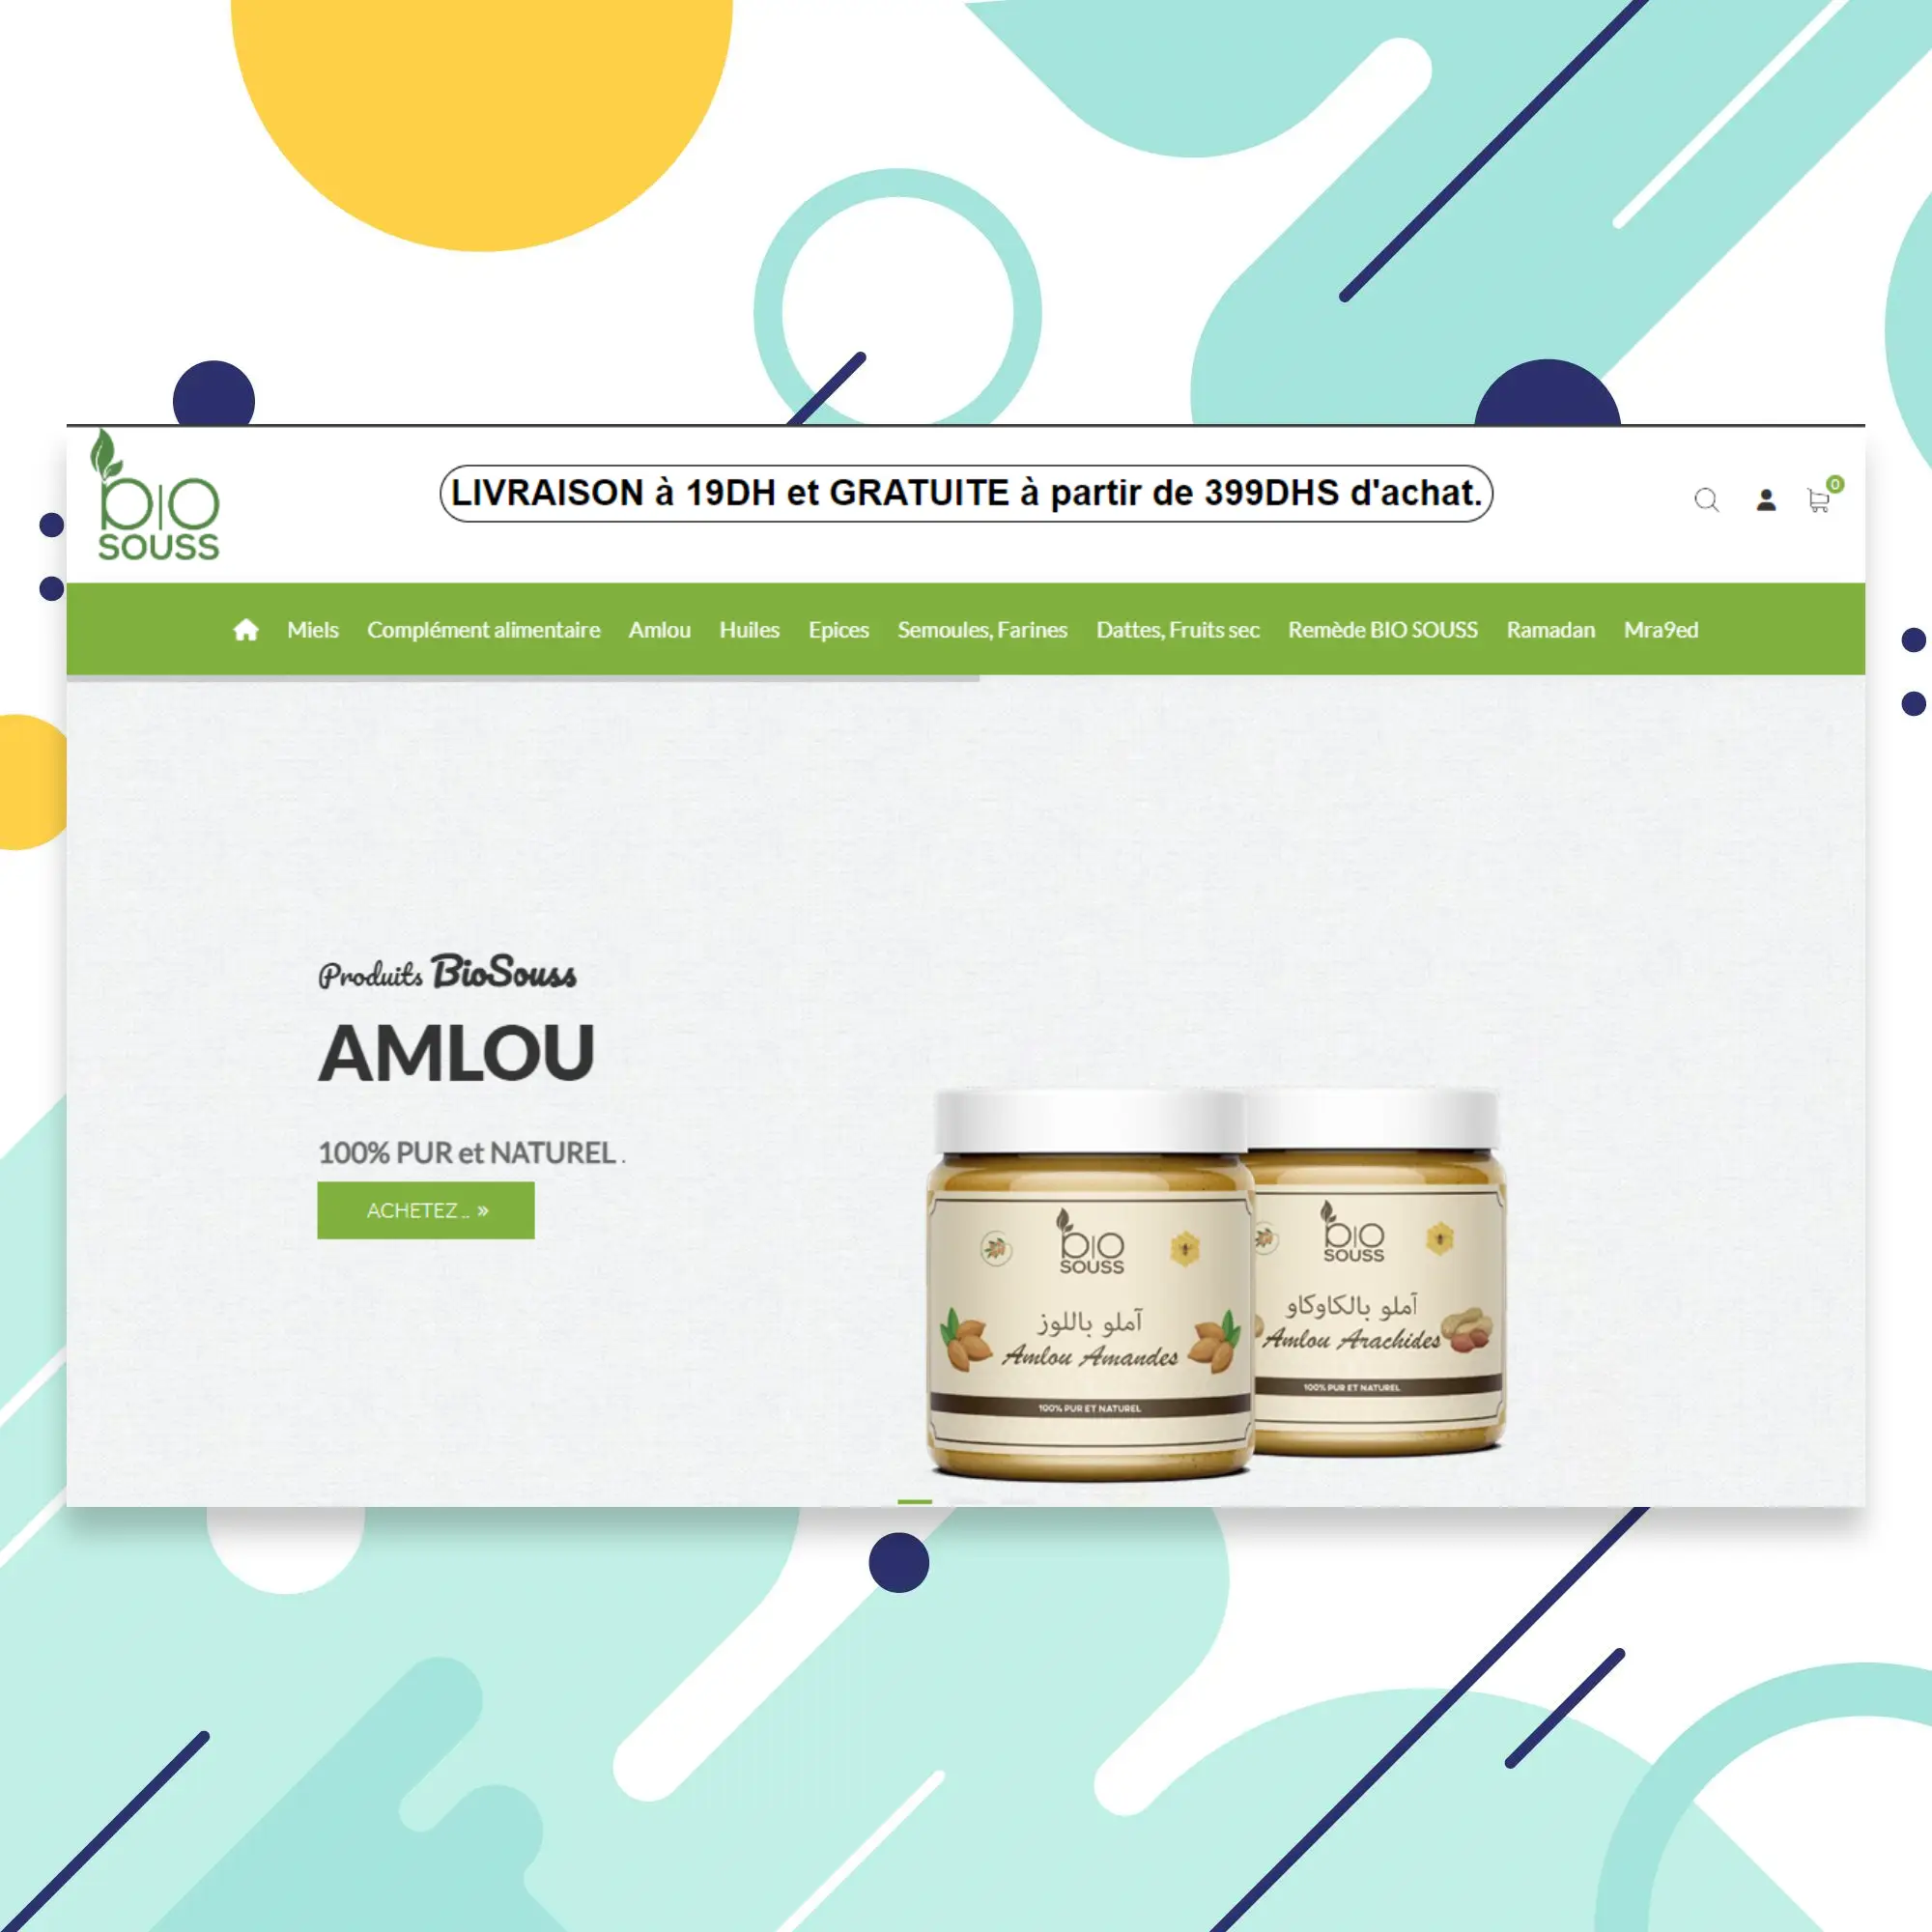 bio
SOUSS
LIVRAISON à 19DH et GRATUITE à partir de 399DHS d'achat.
0
Miels Complément alimentaire Amlou Huiles Epices Semoules, Farines Dattes, Fruits sec Remède BIO SOUSS Ramadan Mra9ed
Produits BioSouss
AMLOU
100% PUR et NATUREL .
ACHETEZ .. »
bio
SOUSS
آملو باللوز
Amlou Amandes
100% PUR ET NATUREL
bio
SOUSS
آملو بالكاوكاو
Amlou Arachides
100% PUR ET NATUREL